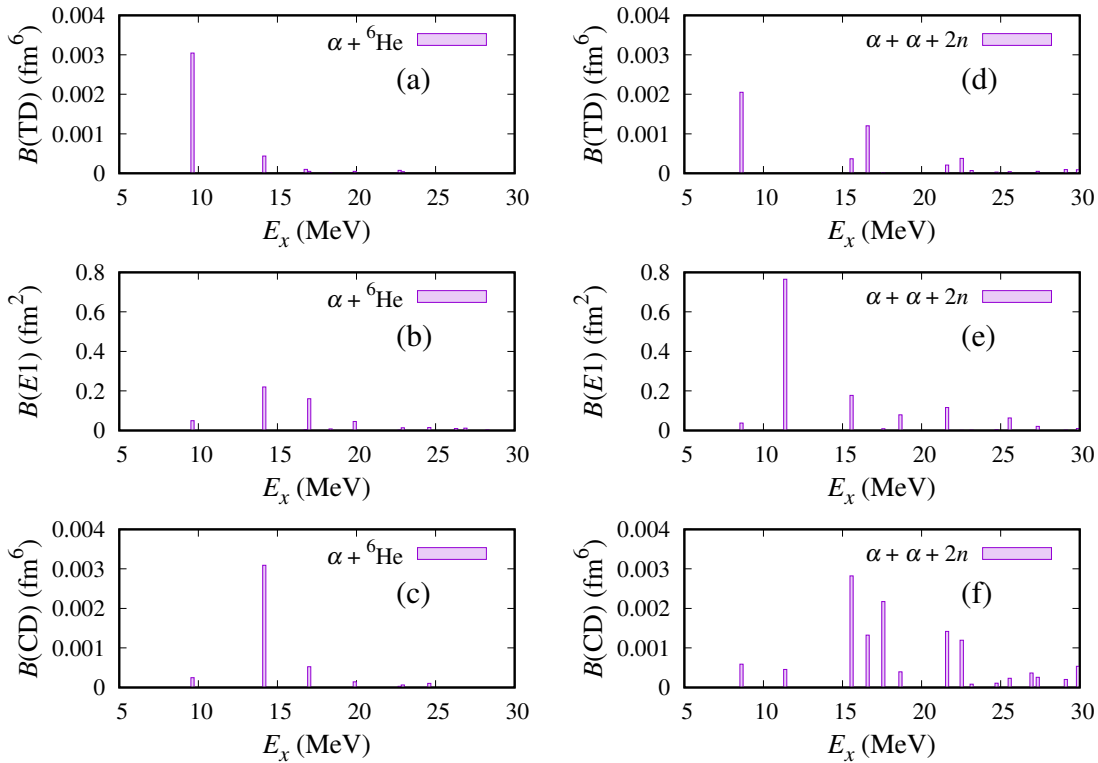 B(TD) (fm⁶)
0.004
0.003
0.002
0.001
0
α + ⁶He
(a)
5 10 15 20 25 30
Eₓ (MeV)
B(TD) (fm⁶)
0.004
0.003
0.002
0.001
0
α + α + 2n
(d)
5 10 15 20 25 30
Eₓ (MeV)
B(E1) (fm²)
0.8
0.6
0.4
0.2
0
α + ⁶He
(b)
5 10 15 20 25 30
Eₓ (MeV)
B(E1) (fm²)
0.8
0.6
0.4
0.2
0
α + α + 2n
(e)
5 10 15 20 25 30
Eₓ (MeV)
B(CD) (fm⁶)
0.004
0.003
0.002
0.001
0
α + ⁶He
(c)
5 10 15 20 25 30
Eₓ (MeV)
B(CD) (fm⁶)
0.004
0.003
0.002
0.001
0
α + α + 2n
(f)
5 10 15 20 25 30
Eₓ (MeV)